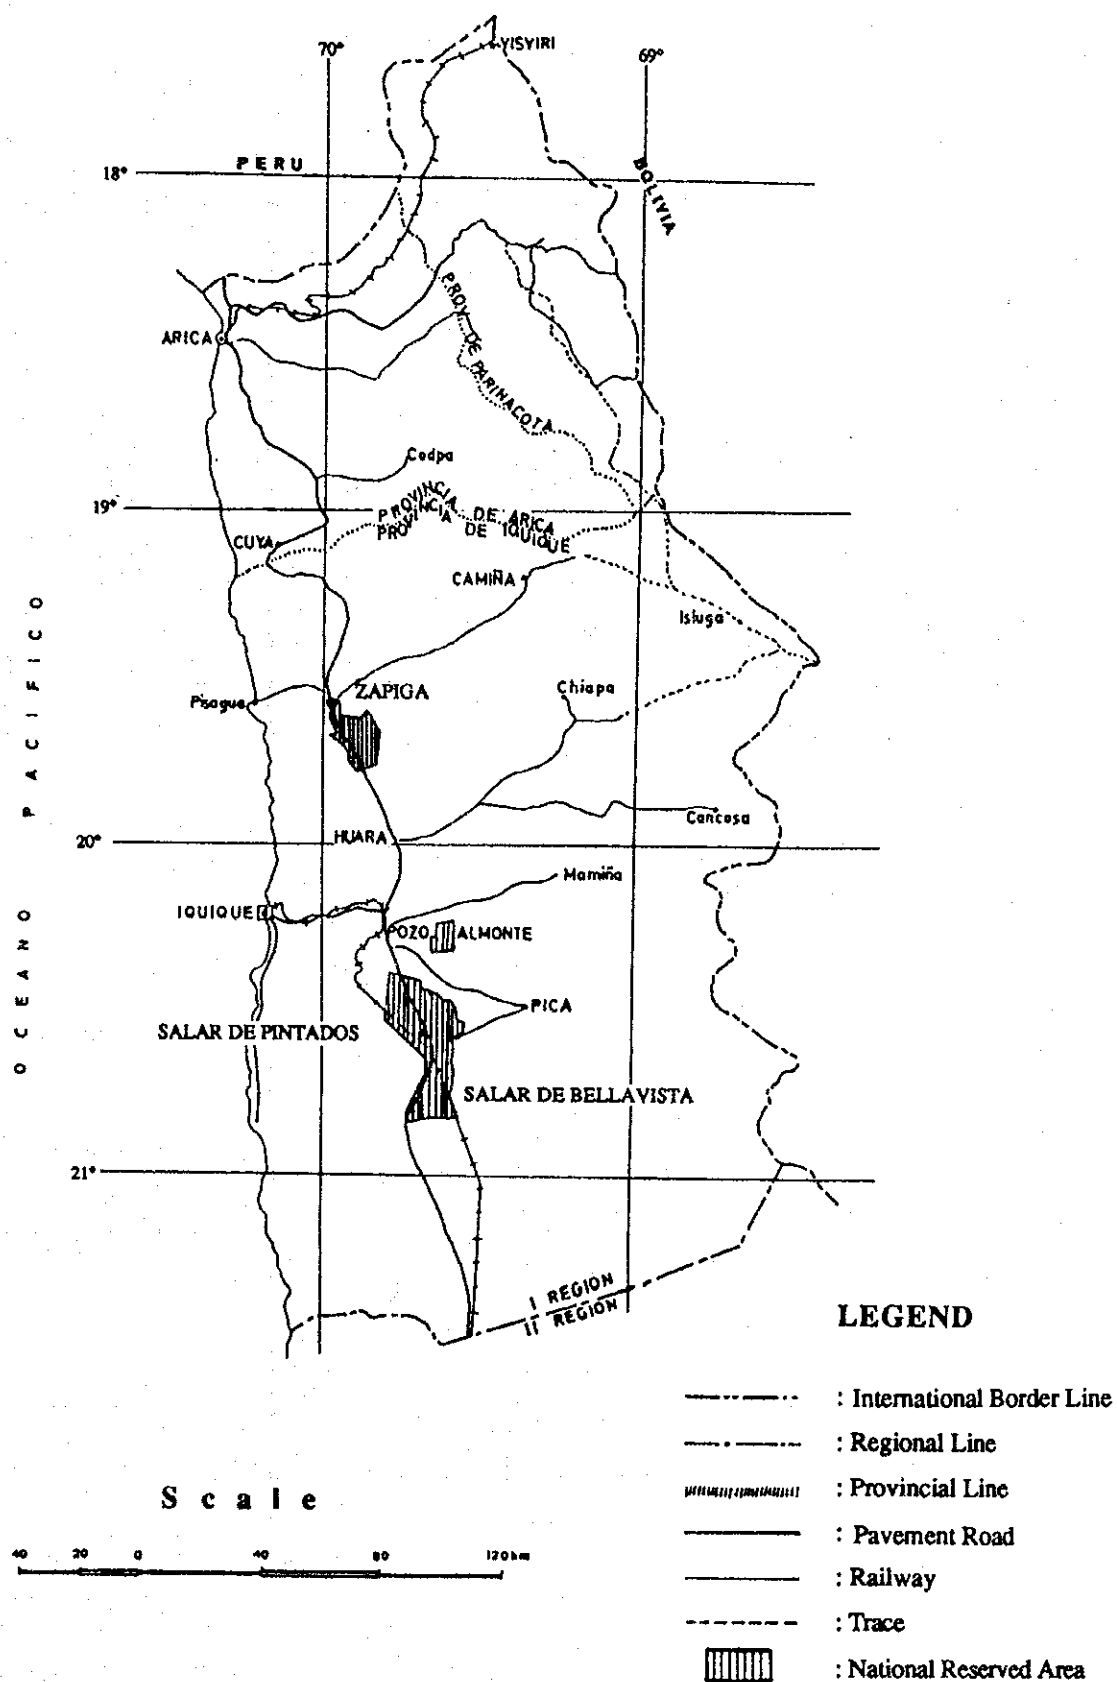 70°
YISYIRI
69°
PERU
18°
BOLIVIA
ARICA
PROV. DE PARINACOTA
Codpa
19°
PROVINCIA DE ARICA
PROVINCIA DE IQUIQUE
CUYA
CAMIÑA
Isluga
OCEANO PACIFICO
Pisagua
ZAPIGA
Chiapa
Cancosa
20°
HUARA
Mamiña
IQUIQUE
POZO ALMONTE
PICA
SALAR DE PINTADOS
SALAR DE BELLAVISTA
21°
I REGION
II REGION
LEGEND
: International Border Line
: Regional Line
: Provincial Line
: Pavement Road
: Railway
: Trace
: National Reserved Area
Scale
40 20 0 40 80 120km